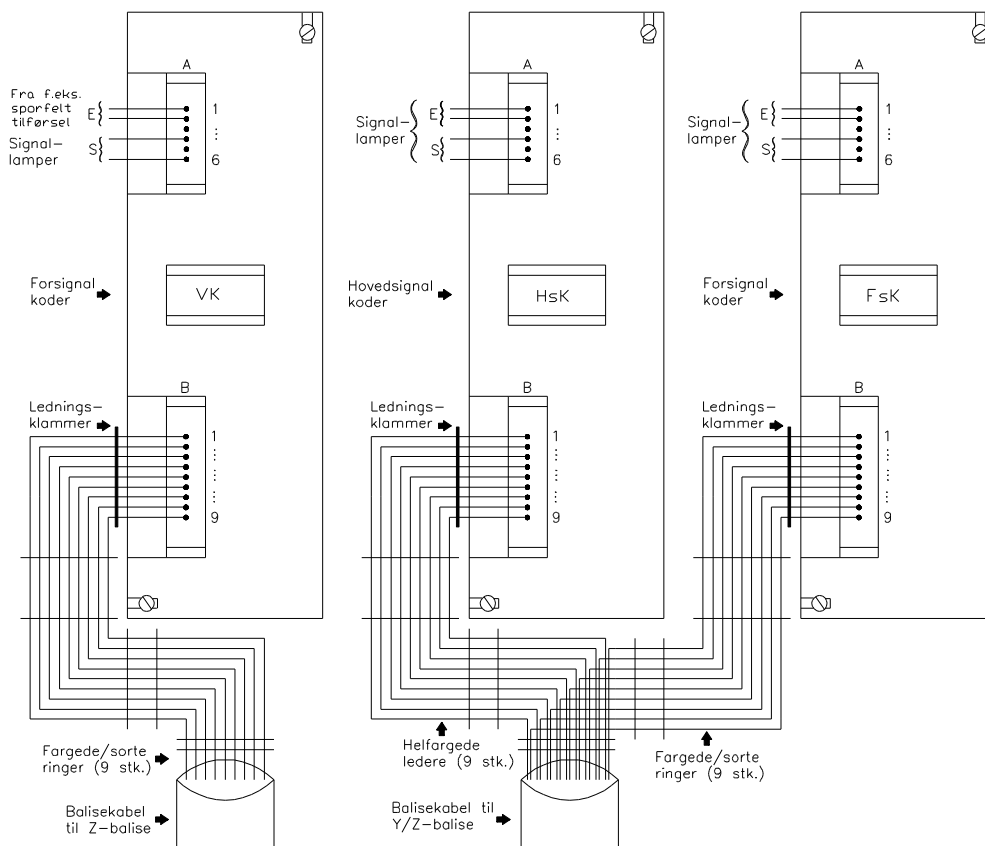 A
Fra f.eks.
sporfelt
tilførsel
E
Signal-
lamper
S
1
⋮
6
Forsignal
koder
VK
B
Lednings-
klammer
1
⋮
⋮
9
Fargede/sorte
ringer (9 stk.)
Balisekabel
til Z-balise
A
Signal-
lamper
E
S
1
⋮
6
Hovedsignal
koder
HsK
B
Lednings-
klammer
1
⋮
⋮
9
Helfargede
ledere (9 stk.)
Balisekabel til
Y/Z-balise
A
Signal-
lamper
E
S
1
⋮
6
Forsignal
koder
FsK
B
Lednings-
klammer
1
⋮
⋮
9
Fargede/sorte
ringer (9 stk.)